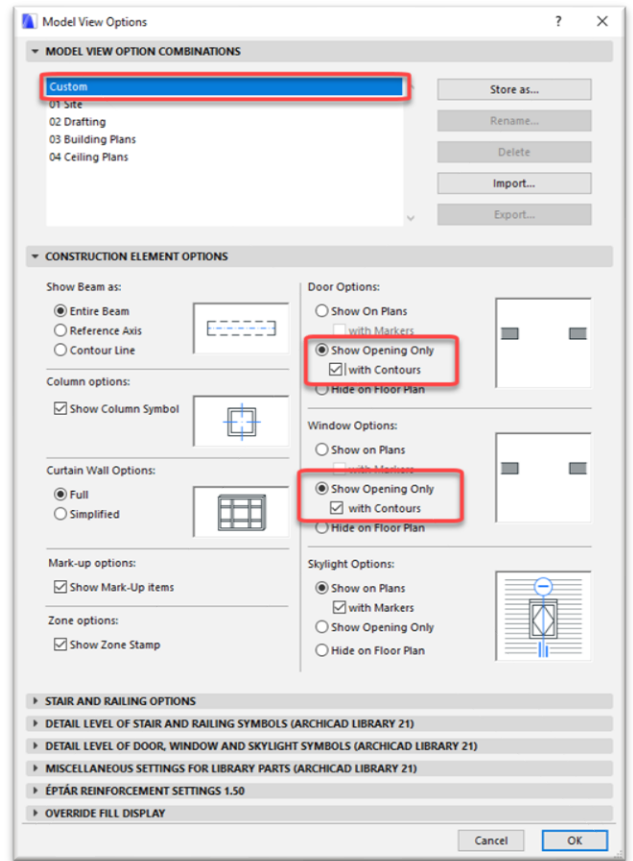 Model View Options
?
MODEL VIEW OPTION COMBINATIONS
Custom
01 Site
02 Drafting
03 Building Plans
04 Ceiling Plans
Store as...
Rename...
Delete
Import...
Export...
CONSTRUCTION ELEMENT OPTIONS
Show Beam as:
Entire Beam
Reference Axis
Contour Line
Column options:
Show Column Symbol
Curtain Wall Options:
Full
Simplified
Mark-up options:
Show Mark-Up items
Zone options:
Show Zone Stamp
Door Options:
Show On Plans
with Markers
Show Opening Only
with Contours
Hide on Floor Plan
Window Options:
Show on Plans
with Markers
Show Opening Only
with Contours
Hide on Floor Plan
Skylight Options:
Show on Plans
with Markers
Show Opening Only
Hide on Floor Plan
STAIR AND RAILING OPTIONS
DETAIL LEVEL OF STAIR AND RAILING SYMBOLS (ARCHICAD LIBRARY 21)
DETAIL LEVEL OF DOOR, WINDOW AND SKYLIGHT SYMBOLS (ARCHICAD LIBRARY 21)
MISCELLANEOUS SETTINGS FOR LIBRARY PARTS (ARCHICAD LIBRARY 21)
ÉPTÁR REINFORCEMENT SETTINGS 1.50
OVERRIDE FILL DISPLAY
Cancel
OK